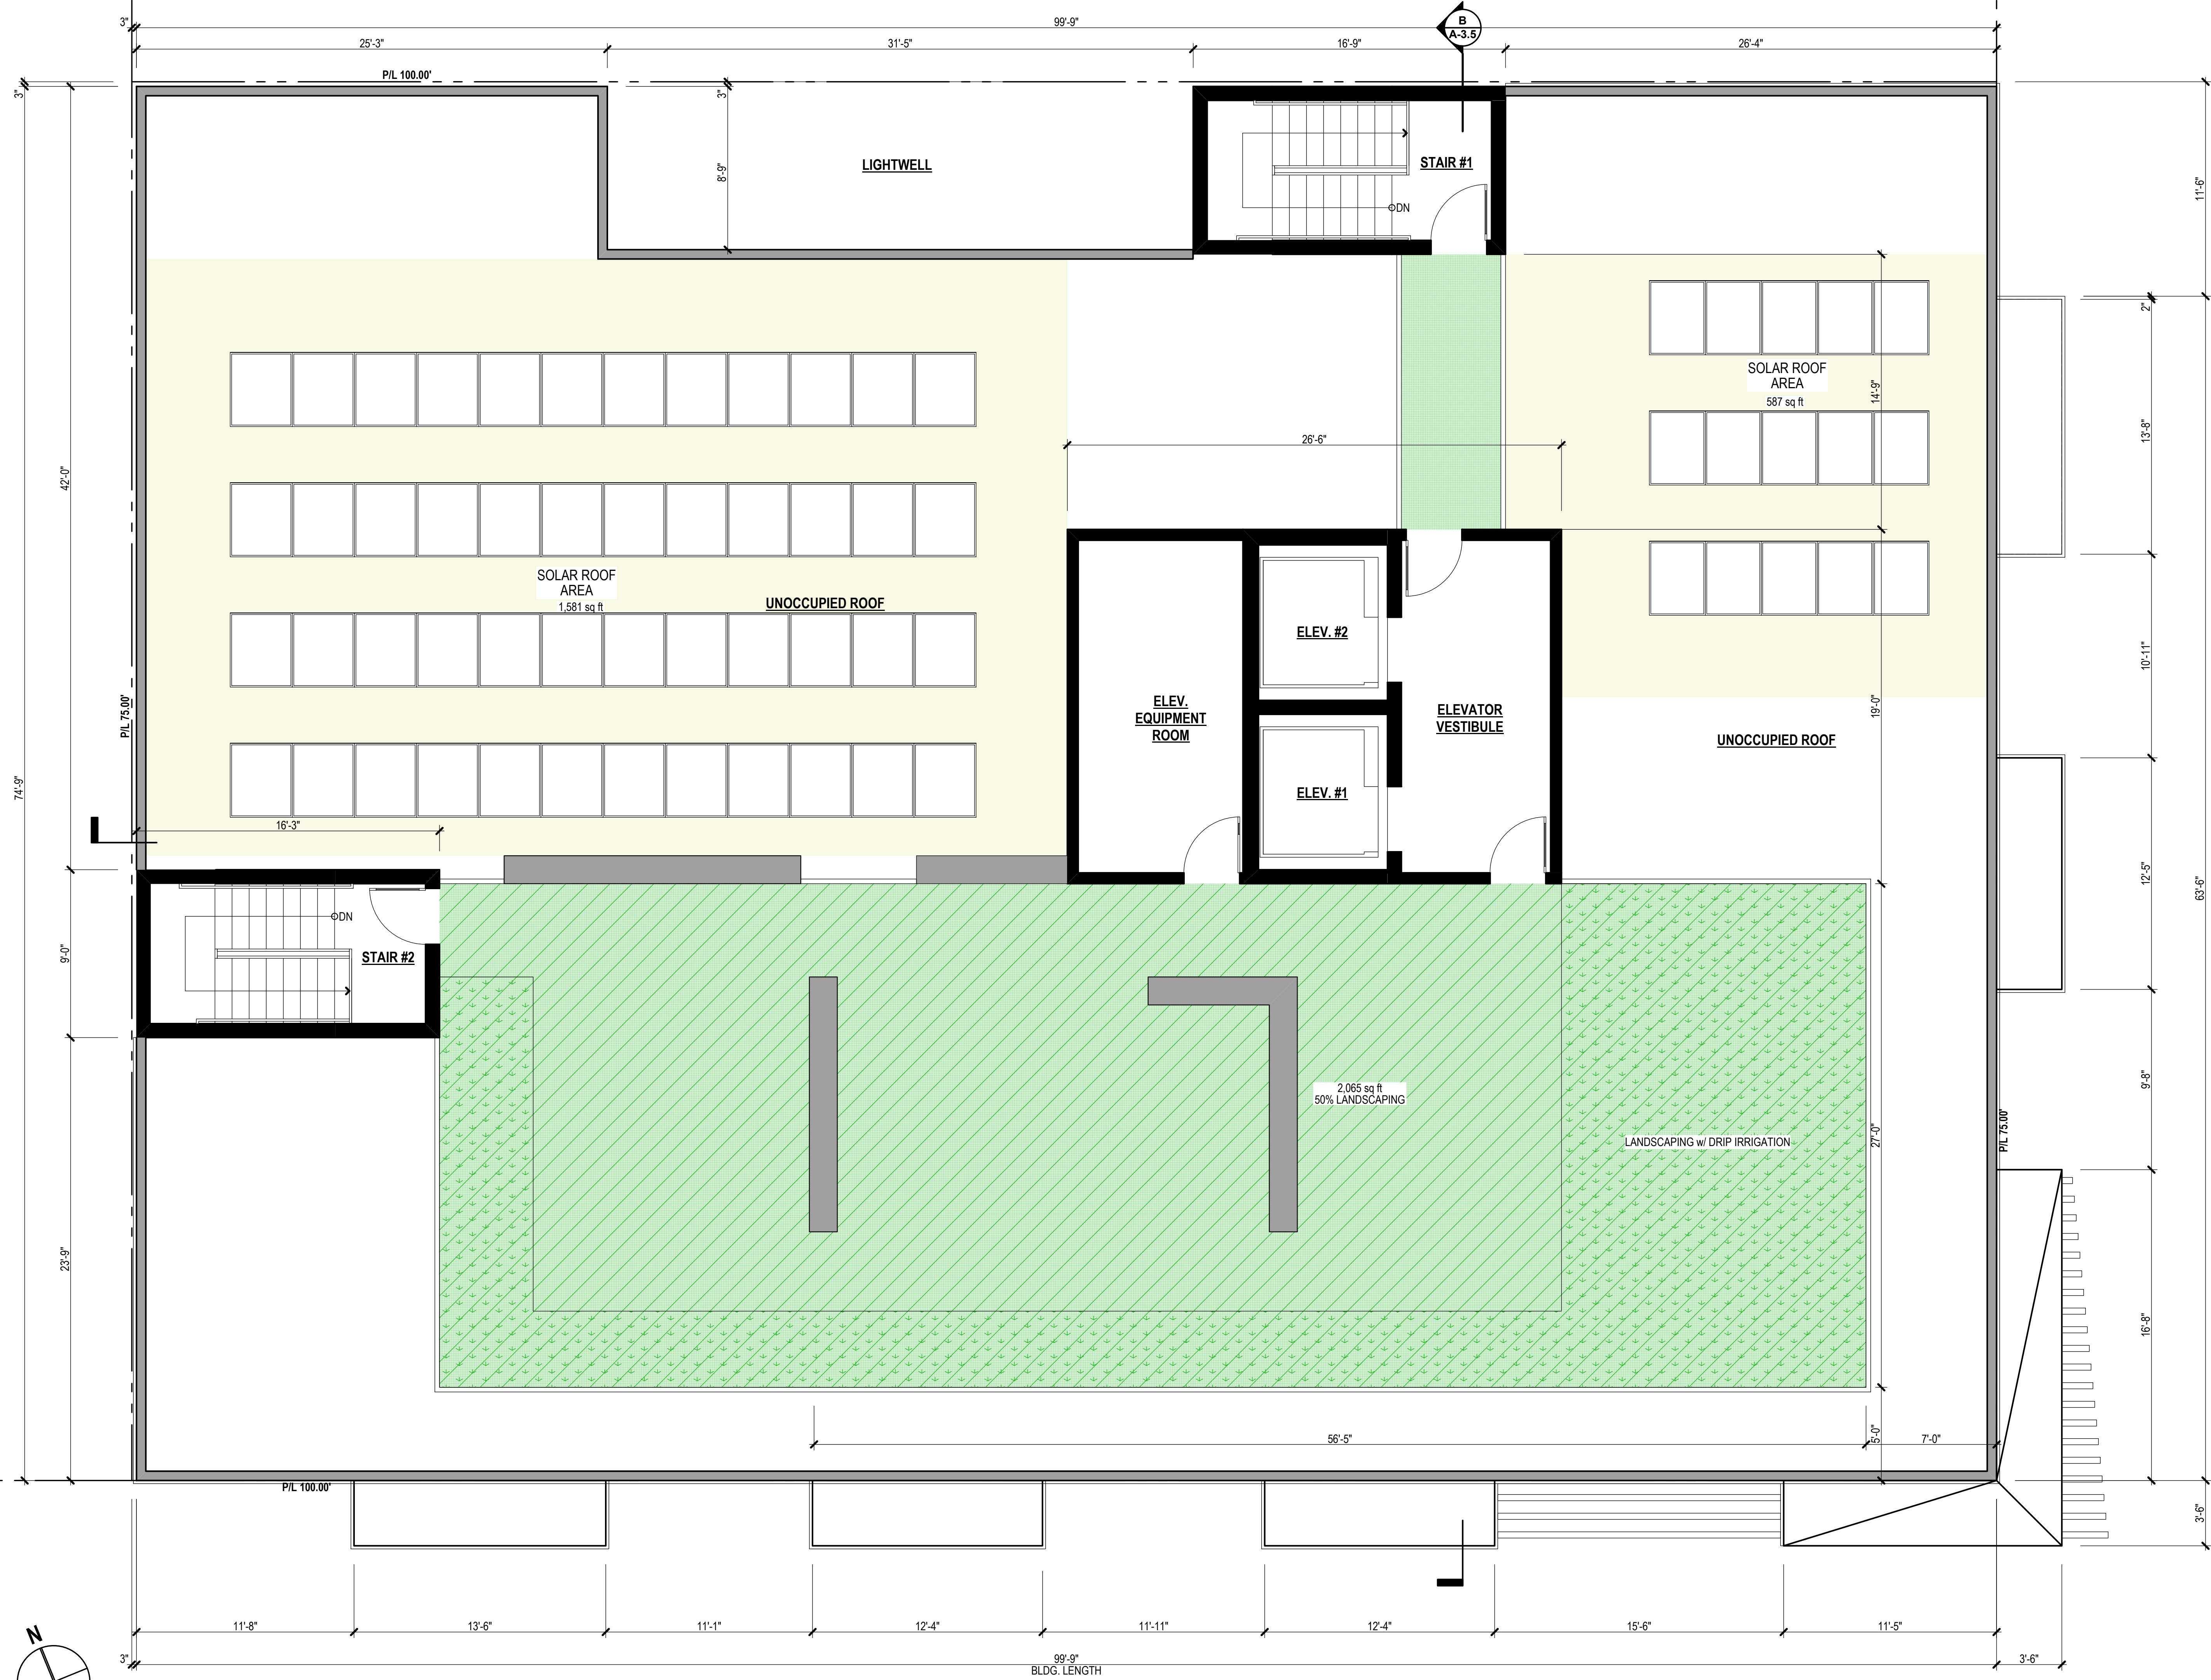 3"
99'-9"
B
A-3.5
25'-3"
31'-5"
16'-9"
26'-4"
P/L 100.00'
3"
3"
11'-6"
LIGHTWELL
STAIR #1
8'-9"
DN
2"
SOLAR ROOF
AREA
587 sq ft
14'-9"
13'-8"
26'-6"
42'-0"
SOLAR ROOF
AREA
1,581 sq ft
UNOCCUPIED ROOF
ELEV. #2
10'-11"
P/L 75.00'
ELEV.
EQUIPMENT
ROOM
ELEVATOR
VESTIBULE
19'-0"
UNOCCUPIED ROOF
74'-9"
ELEV. #1
16'-3"
12'-5"
63'-6"
DN
9'-0"
STAIR #2
9'-8"
2,065 sq ft
50% LANDSCAPING
P/L 75.00'
27'-0"
LANDSCAPING w/ DRIP IRRIGATION
23'-9"
16'-8"
56'-5"
5'-0"
7'-0"
P/L 100.00'
3'-6"
11'-8"
13'-6"
11'-1"
12'-4"
11'-11"
12'-4"
15'-6"
11'-5"
N
3"
99'-9"
BLDG. LENGTH
3'-6"